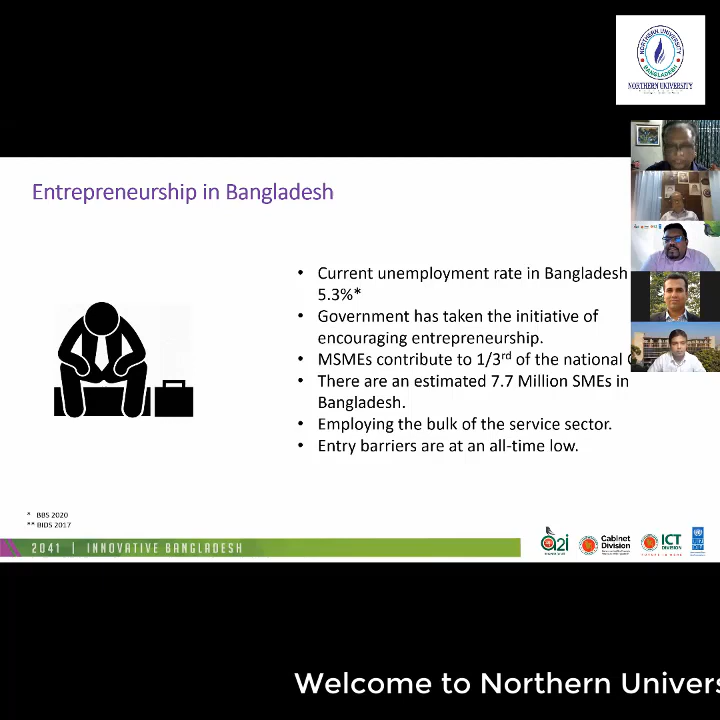 NORTHERN UNIVERSITY
BANGLADESH
NORTHERN UNIVERSITY
Entrepreneurship in Bangladesh
• Current unemployment rate in Bangladesh
5.3%*
• Government has taken the initiative of
encouraging entrepreneurship.
• MSMEs contribute to 1/3rd of the national
• There are an estimated 7.7 Million SMEs in
Bangladesh.
• Employing the bulk of the service sector.
• Entry barriers are at an all-time low.
* BBS 2020
** BIDS 2017
2041 | INNOVATIVE BANGLADESH
a2i
Cabinet
Division
ICT
DIVISION
Welcome to Northern Univers